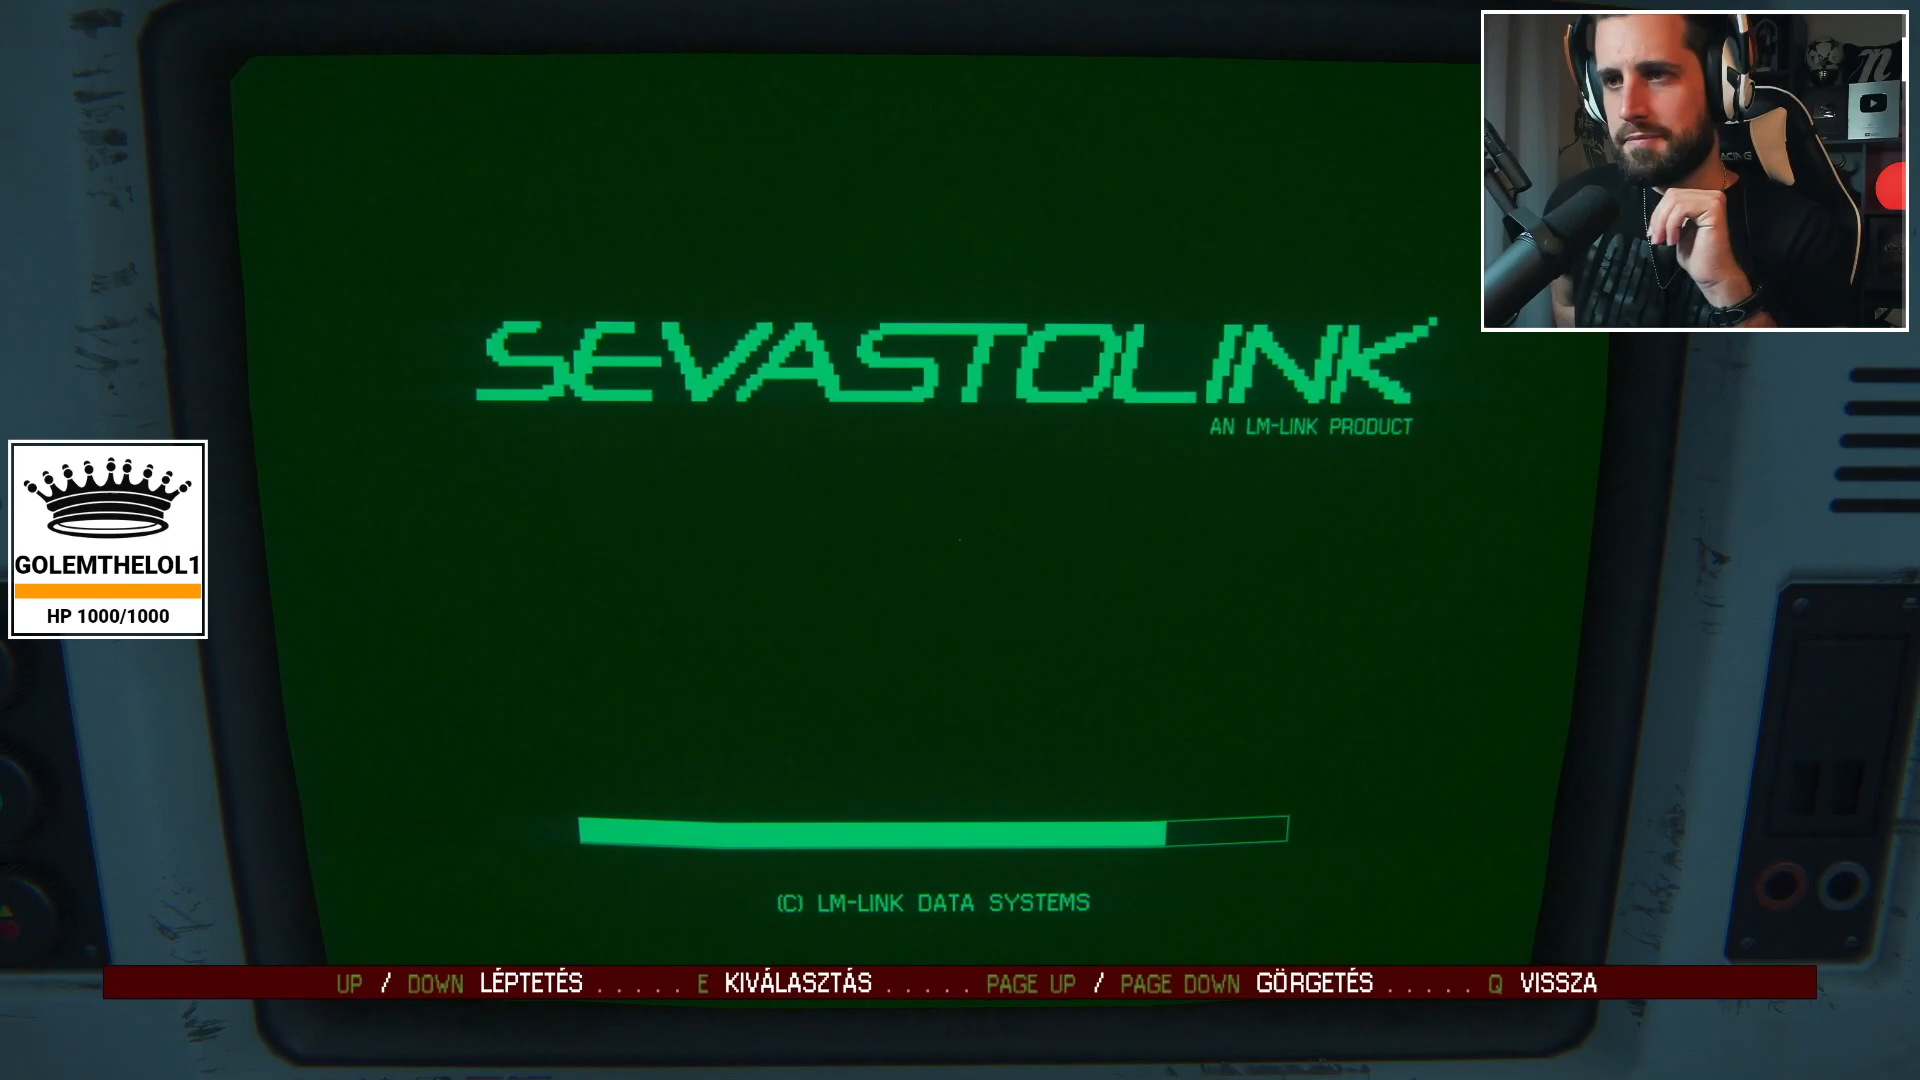 SEVASTOLINK
AN LM-LINK PRODUCT
ACING
GOLEMTHELOL1
HP 1000/1000
(C) LM-LINK DATA SYSTEMS
UP / DOWN LÉPTETÉS ..... E KIVÁLASZTÁS ..... PAGE UP / PAGE DOWN GÖRGETÉS ..... Q VISSZA